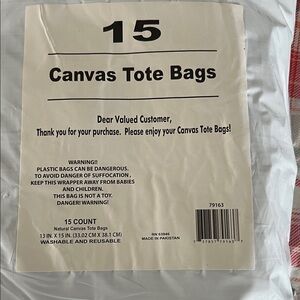 15
Canvas Tote Bags
Dear Valued Customer,
Thank you for your purchase. Please enjoy your Canvas Tote Bags!
WARNING!!
PLASTIC BAGS CAN BE DANGEROUS.
TO AVOID DANGER OF SUFFOCATION,
KEEP THIS WRAPPER AWAY FROM BABIES
AND CHILDREN.
THIS BAG IS NOT A TOY.
DANGER! WARNING!
15 COUNT
Natural Canvas Tote Bags
13 IN. X 15 IN. (33.02 CM X 38.1 CM)
WASHABLE AND REUSABLE
MADE IN PAKISTAN
79163